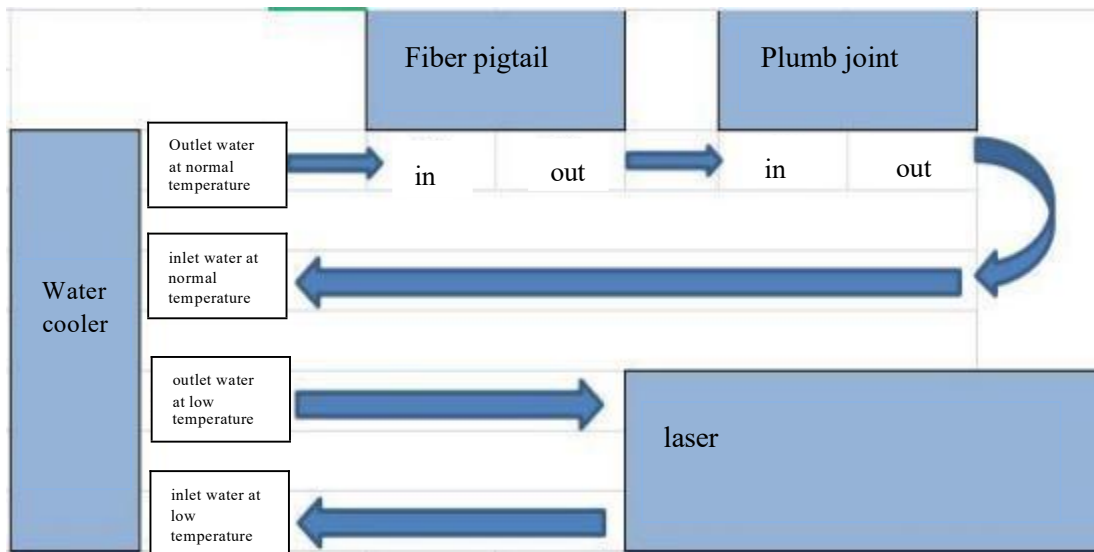 Fiber pigtail
Plumb joint
Outlet water
at normal
temperature
in
out
in
out
inlet water at
normal
temperature
Water
cooler
outlet water
at low
temperature
laser
inlet water at
low
temperature